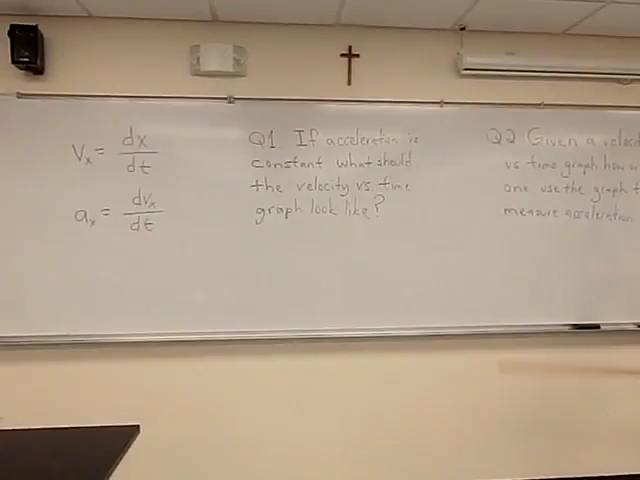 Vx = dx/dt
ax = dvx/dt
Q1 If acceleration is
constant what should
the velocity vs. time
graph look like?
Q2 Given a
vs time graph how
one use the graph
measure acceleration